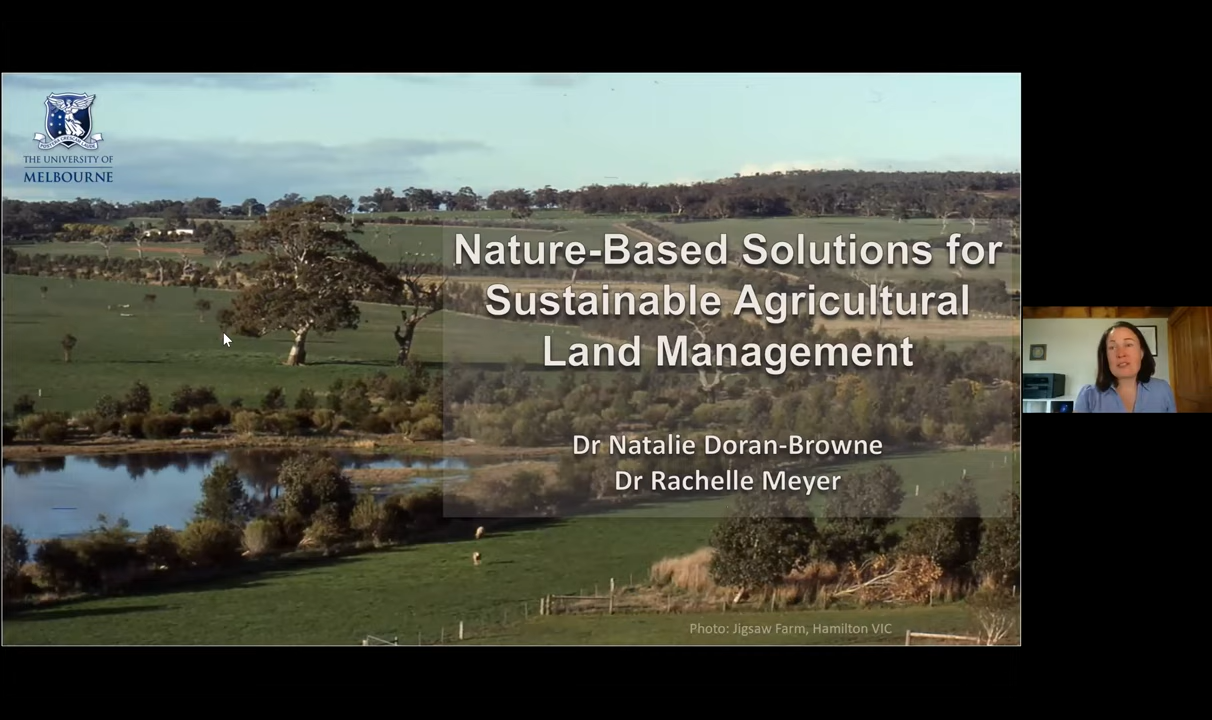 THE UNIVERSITY OF
MELBOURNE
Nature-Based Solutions for
Sustainable Agricultural
Land Management
Dr Natalie Doran-Browne
Dr Rachelle Meyer
Photo: Jigsaw Farm, Hamilton VIC